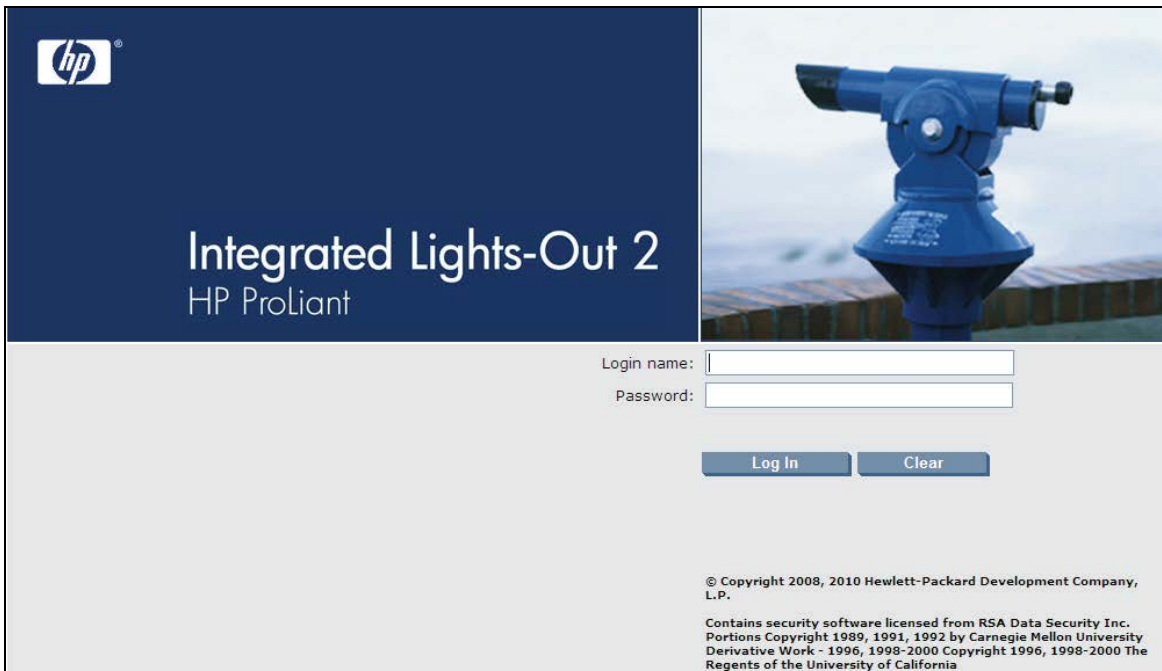 hp®
Integrated Lights-Out 2
HP ProLiant
Login name:
Password:
Log In
Clear
© Copyright 2008, 2010 Hewlett-Packard Development Company,
L.P.
Contains security software licensed from RSA Data Security Inc.
Portions Copyright 1989, 1991, 1992 by Carnegie Mellon University
Derivative Work - 1996, 1998-2000 Copyright 1996, 1998-2000 The
Regents of the University of California